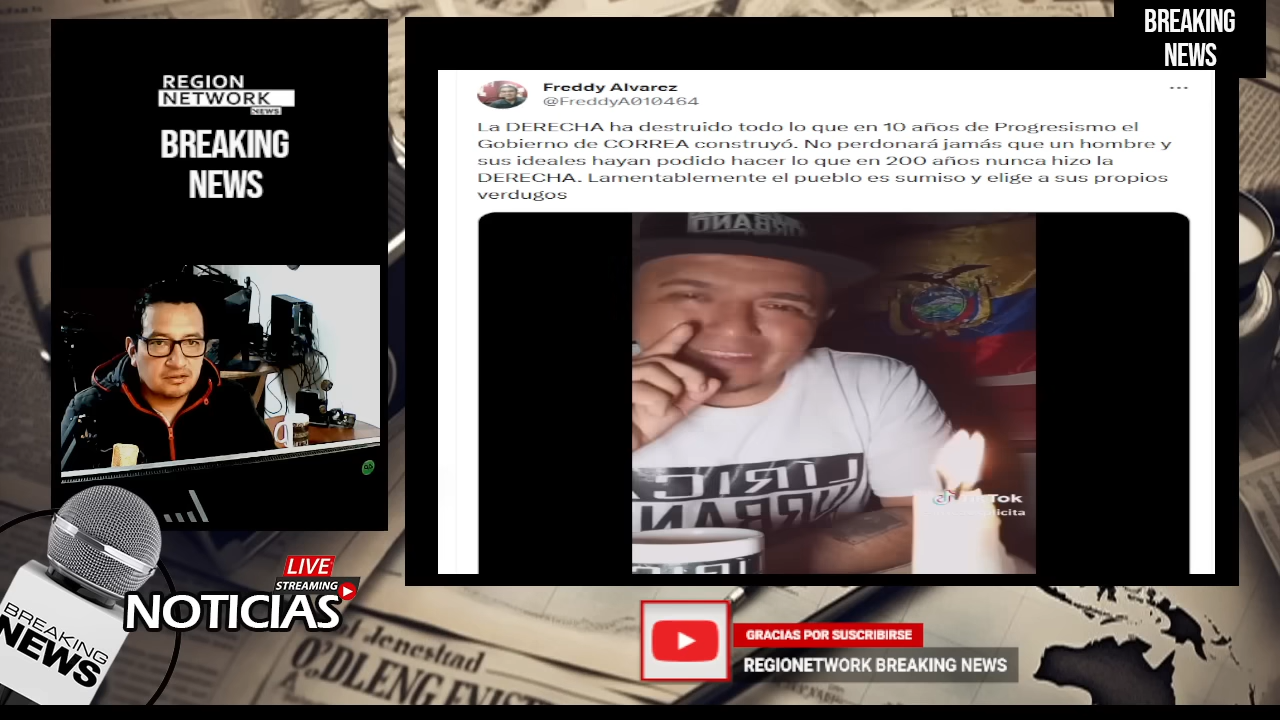 BREAKING
NEWS
REGION
NETWORK
NEWS
BREAKING
NEWS
Freddy Alvarez
@FreddyA010464
La DERECHA ha destruido todo lo que en 10 años de Progresismo el
Gobierno de CORREA construyó. No perdonará jamás que un hombre y
sus ideales hayan podido hacer lo que en 200 años nunca hizo la
DERECHA. Lamentablemente el pueblo es sumiso y elige a sus propios
verdugos
URBANO
LÍRICA
URBAN
TikTok
LIVE
STREAMING
NOTICIAS
BREAKING
NEWS
GRACIAS POR SUSCRIBIRSE
REGIONETWORK BREAKING NEWS